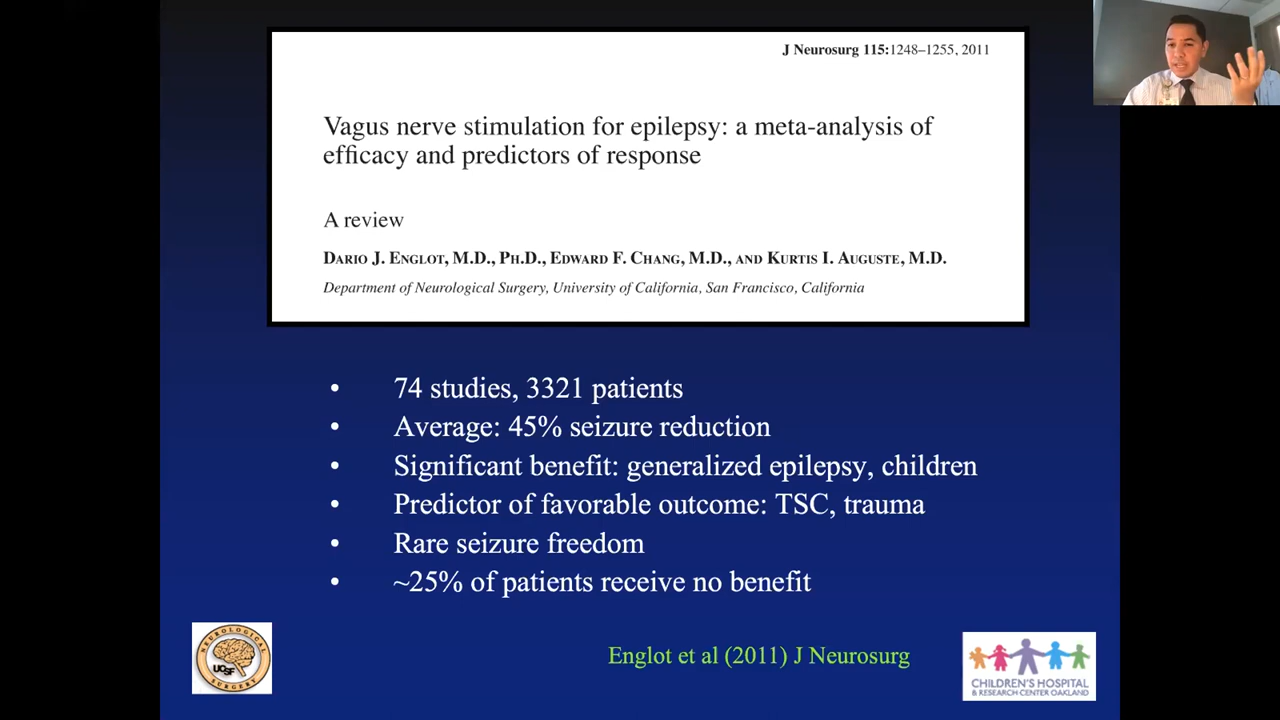 J Neurosurg 115:1248–1255, 2011
Vagus nerve stimulation for epilepsy: a meta-analysis of
efficacy and predictors of response
A review
Dario J. Englot, M.D., Ph.D., Edward F. Chang, M.D., and Kurtis I. Auguste, M.D.
Department of Neurological Surgery, University of California, San Francisco, California
• 74 studies, 3321 patients
• Average: 45% seizure reduction
• Significant benefit: generalized epilepsy, children
• Predictor of favorable outcome: TSC, trauma
• Rare seizure freedom
• ~25% of patients receive no benefit
NEUROLOGICAL
UCSF
SURGERY
Englot et al (2011) J Neurosurg
CHILDREN'S HOSPITAL
& RESEARCH CENTER OAKLAND